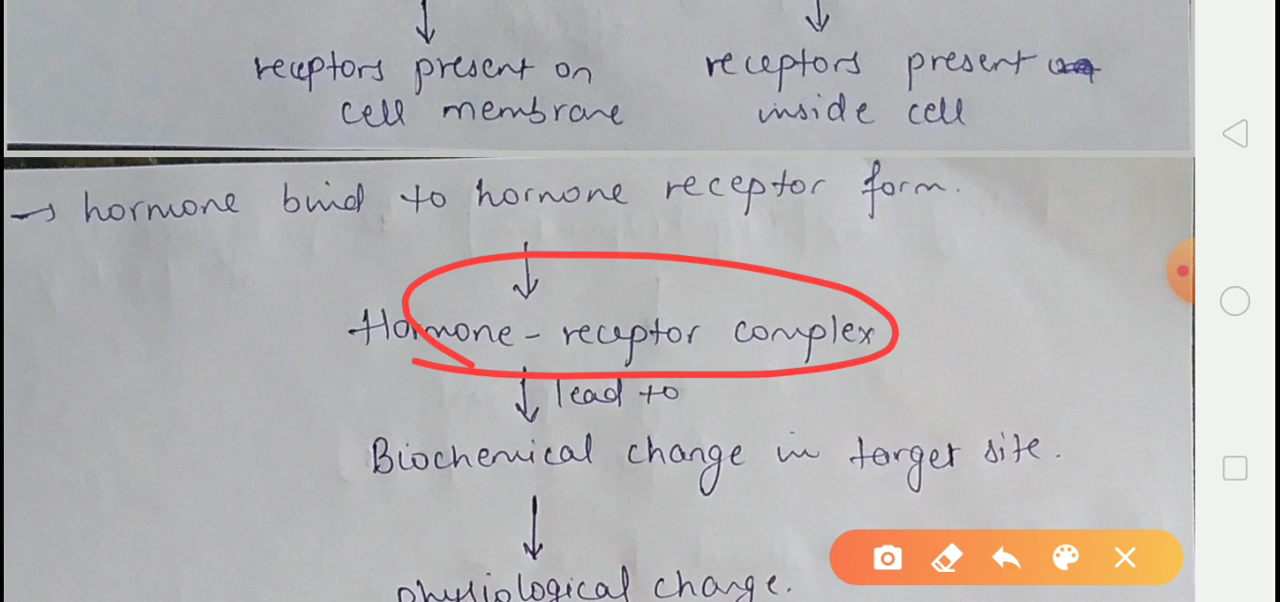 receptors present on
cell membrane
receptors present
inside cell
→ hormone bind to hornone receptor form.
Hormone - receptor complex
lead to
Biochemical change in target site.
physiological change.